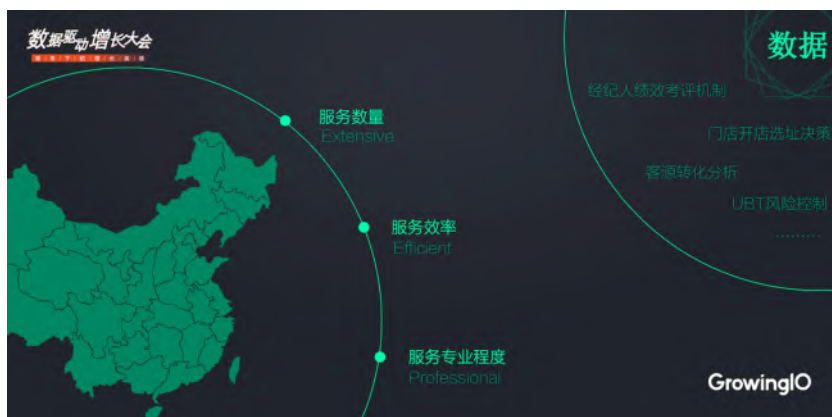 数据驱动增长大会
服务数量
Extensive
服务效率
Efficient
服务专业程度
Professional
数据
经纪人绩效考评机制
门店开店选址决策
客源转化分析
UBT风险控制
.........
GrowingIO